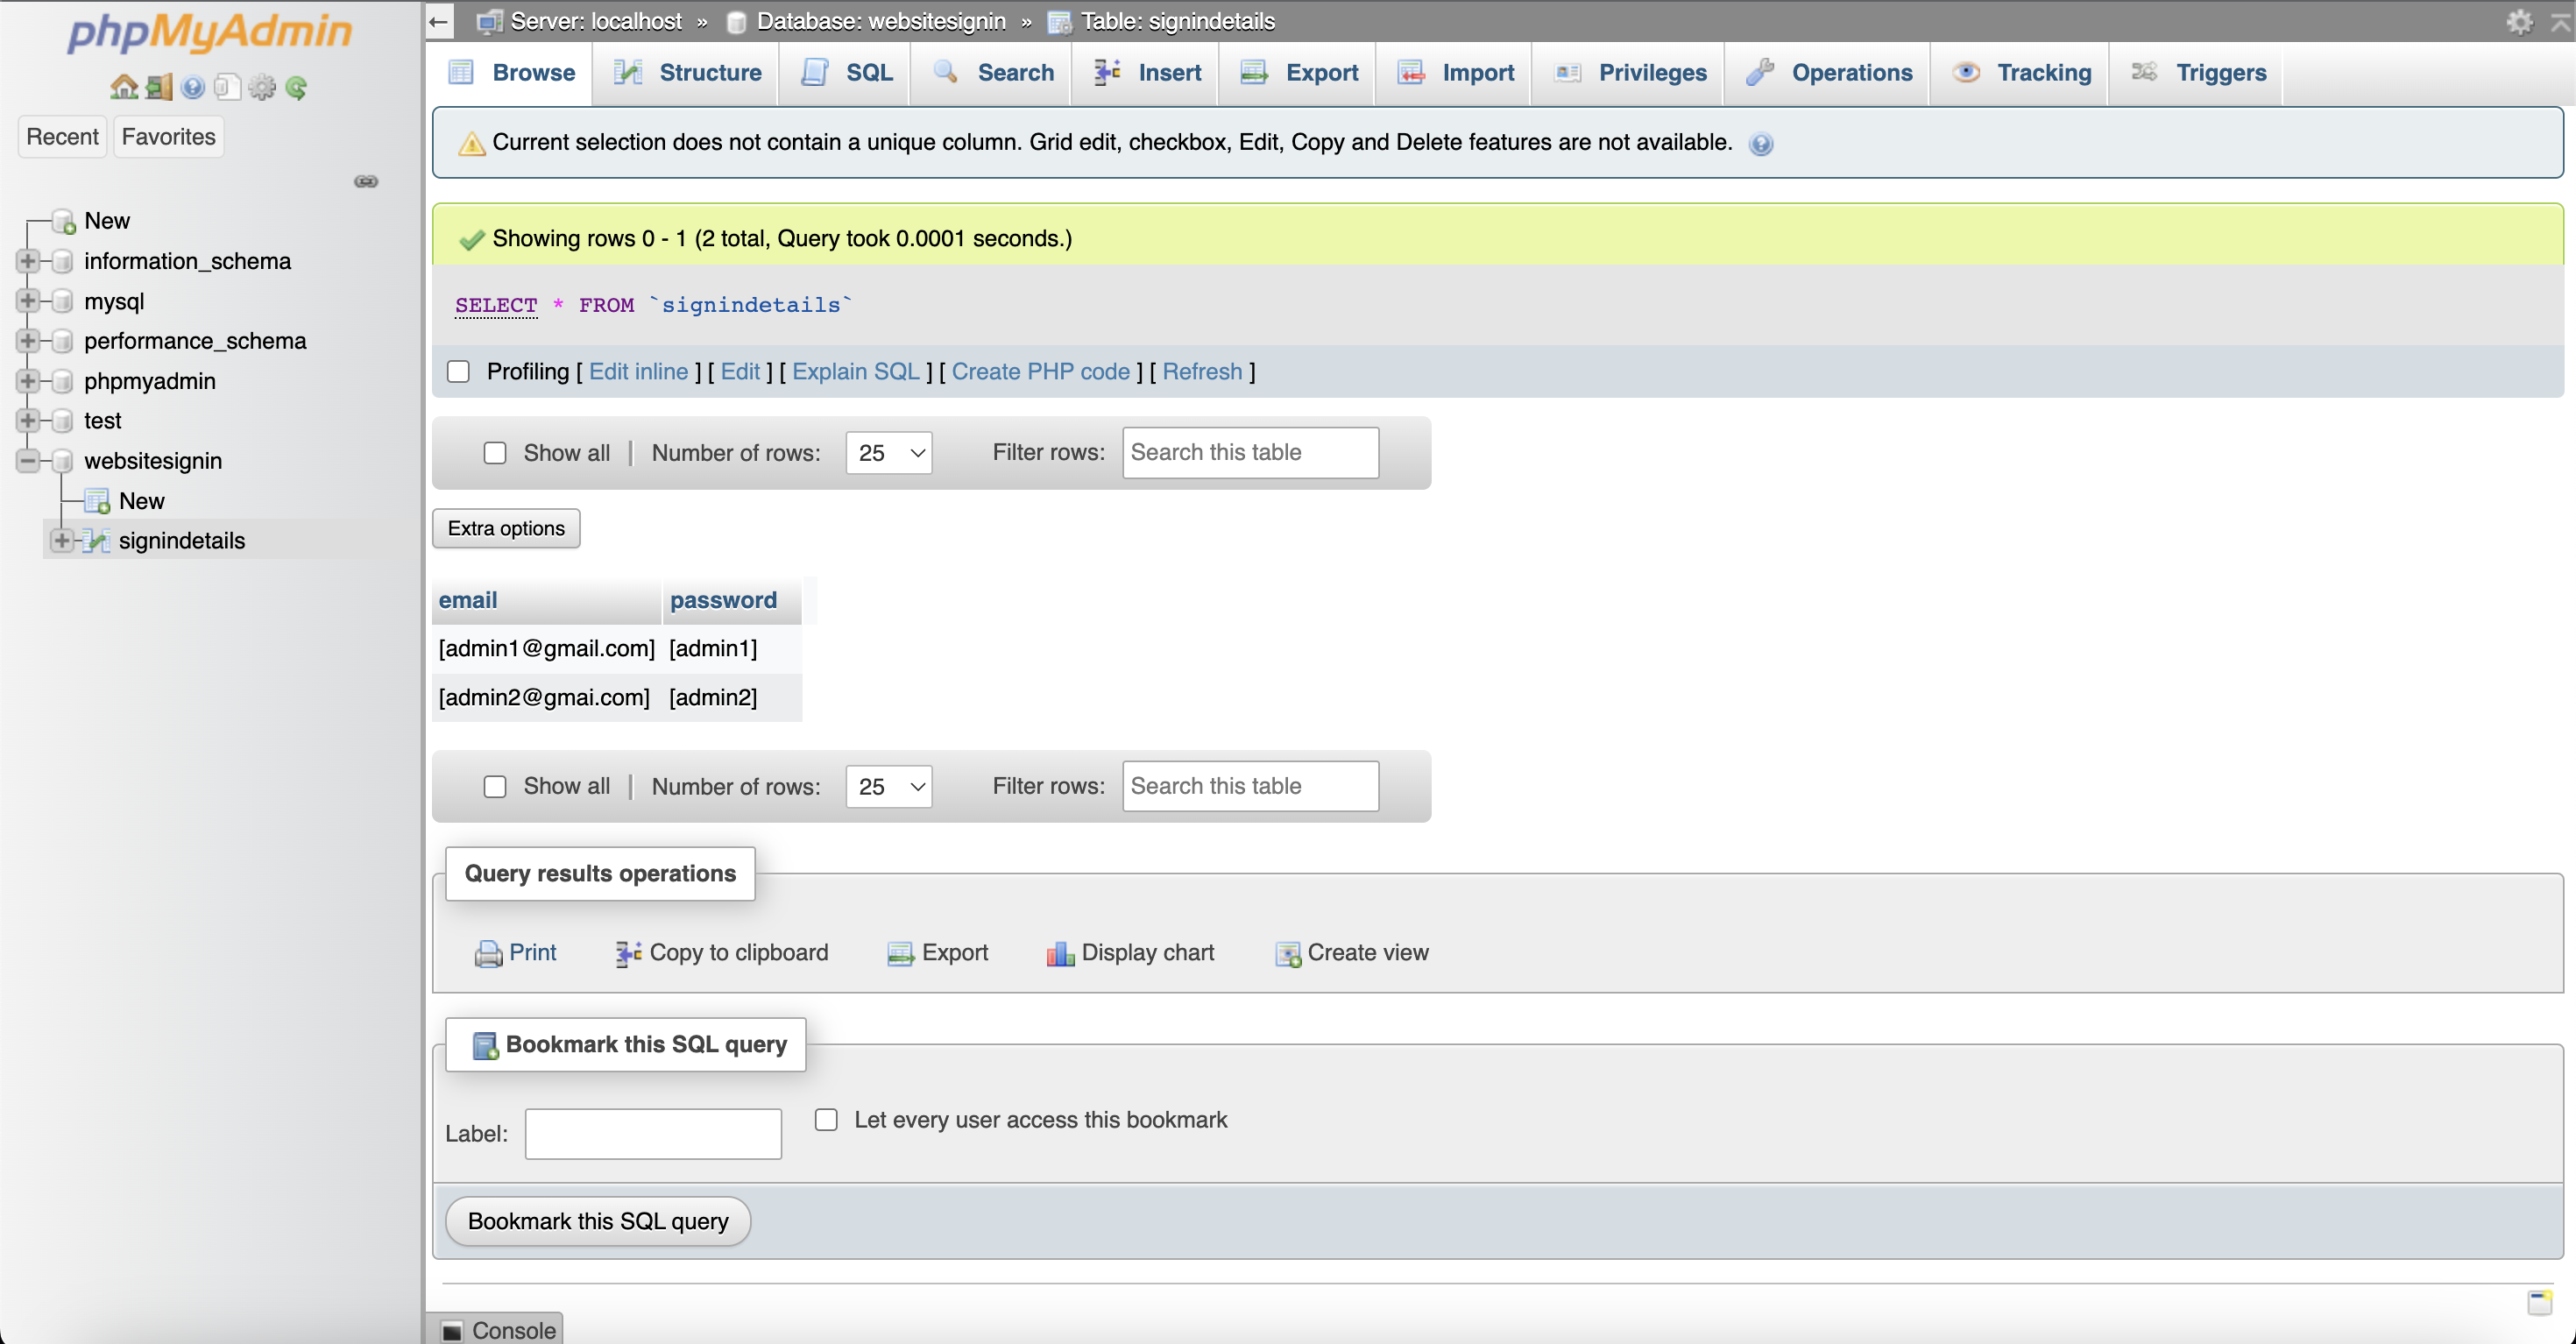 phpMyAdmin
Recent Favorites
New
information_schema
mysql
performance_schema
phpmyadmin
test
websitesignin
New
signindetails
Server: localhost » Database: websitesignin » Table: signindetails
Browse Structure SQL Search Insert Export Import Privileges Operations Tracking Triggers
Current selection does not contain a unique column. Grid edit, checkbox, Edit, Copy and Delete features are not available.
Showing rows 0 - 1 (2 total, Query took 0.0001 seconds.)
SELECT * FROM `signindetails`
Profiling [ Edit inline ] [ Edit ] [ Explain SQL ] [ Create PHP code ] [ Refresh ]
Show all | Number of rows: 25 Filter rows: Search this table
Extra options
email password
[admin1@gmail.com] [admin1]
[admin2@gmai.com] [admin2]
Show all | Number of rows: 25 Filter rows: Search this table
Query results operations
Print Copy to clipboard Export Display chart Create view
Bookmark this SQL query
Label: Let every user access this bookmark
Bookmark this SQL query
Console